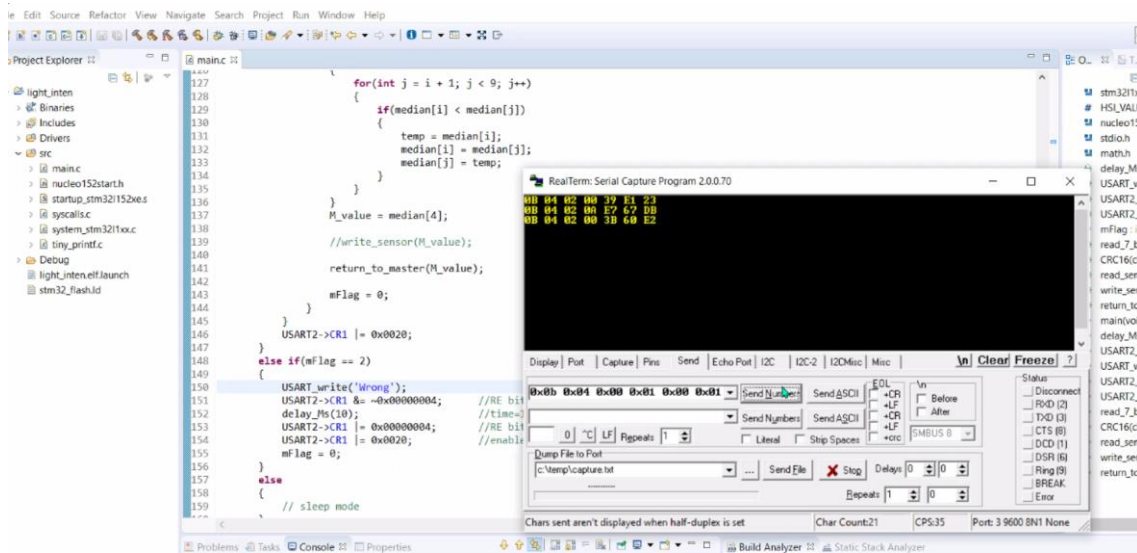 Edit Source Refactor View Navigate Search Project Run Window Help
Project Explorer
main.c
light_inten
Binaries
Includes
Drivers
src
main.c
nucleo152start.h
startup_stm32l152xe.s
syscalls.c
system_stm32l1xx.c
tiny_printf.c
Debug
light_inten.elf.launch
stm32_flash.ld
127 for(int j = i + 1; j < 9; j++)
128 {
129 if(median[i] < median[j])
130 {
131 temp = median[i];
132 median[i] = median[j];
133 median[j] = temp;
134 }
135 }
136 }
137 M_value = median[4];
138
139 //write_sensor(M_value);
140
141 return_to_master(M_value);
142
143 mFlag = 0;
144 }
145 }
146 USART2->CR1 |= 0x0020;
147 }
148 else if(mFlag == 2)
149 {
150 USART_write('Wrong');
151 USART2->CR1 &= ~0x00000004; //RE bit
152 delay_Ms(10); //time=
153 USART2->CR1 |= 0x00000004; //RE bit
154 USART2->CR1 |= 0x0020; //enable
155 mFlag = 0;
156 }
157 else
158 {
159 // sleep mode
RealTerm: Serial Capture Program 2.0.0.70
0B 04 02 00 39 E1 23
0B 04 02 0A E7 67 DB
0B 04 02 00 3B 60 E2
Display Port Capture Pins Send Echo Port I2C I2C-2 I2CMisc Misc \n Clear Freeze ?
0x0b 0x04 0x00 0x01 0x00 0x01 Send Numbers Send ASCII
Send Numbers Send ASCII
EOL
+CR
+LF
+CR
+LF
+crc
\n
Before
After
SMBUS 8
0 ^C LF Repeats 1 Literal Strip Spaces
Dump File to Port
c:\temp\capture.txt ... Send File Stop Delays 0 0
Repeats 1 0
Status
Disconnect
RXD (2)
TXD (3)
CTS (8)
DCD (1)
DSR (6)
Ring (9)
BREAK
Error
Chars sent aren't displayed when half-duplex is set Char Count:21 CPS:35 Port: 3 9600 8N1 None
O..
stm32l1x
# HSI_VAL
nucleo15
stdio.h
math.h
delay_M
USART_w
USART2_
USART2_
mFlag : i
read_7_b
CRC16(c
read_ser
write_ser
return_to
main(voi
delay_M
USART2_
USART_w
USART2_
USART2_
read_7_b
CRC16(c
read_ser
write_ser
return_to
Problems Tasks Console Properties
Build Analyzer Static Stack Analyzer